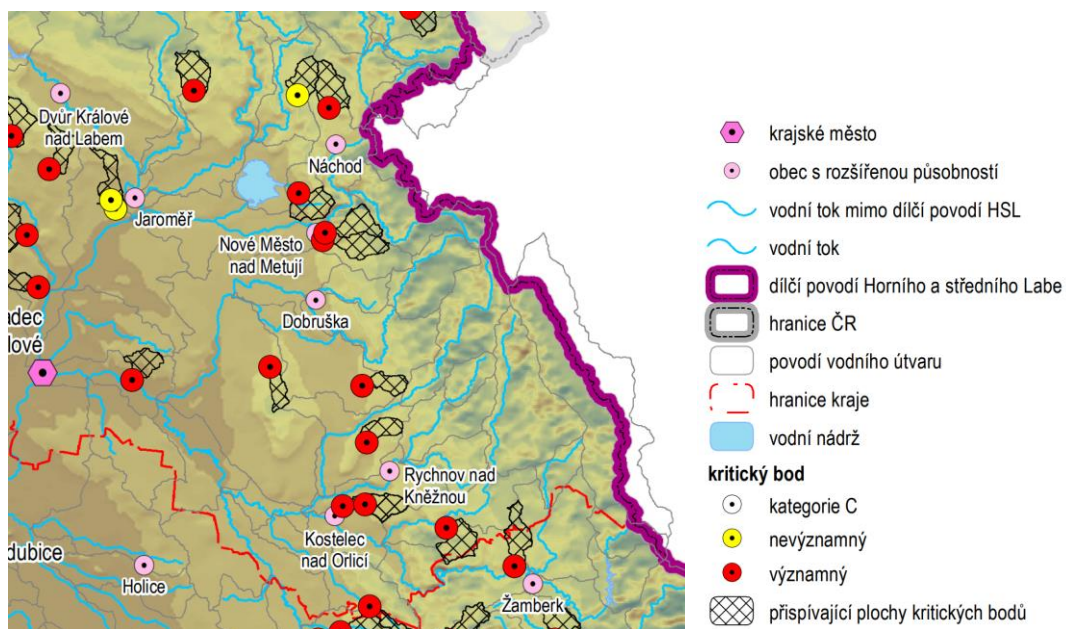 Dvůr Králové
nad Labem
Náchod
Jaroměř
Nové Město
nad Metují
Dobruška
adec
lové
Rychnov nad
Kněžnou
Kostelec
nad Orlicí
dubice
Holice
Žamberk
krajské město
obec s rozšířenou působností
vodní tok mimo dílčí povodí HSL
vodní tok
dílčí povodí Horního a středního Labe
hranice ČR
povodí vodního útvaru
hranice kraje
vodní nádrž
kritický bod
kategorie C
nevýznamný
významný
přispívající plochy kritických bodů